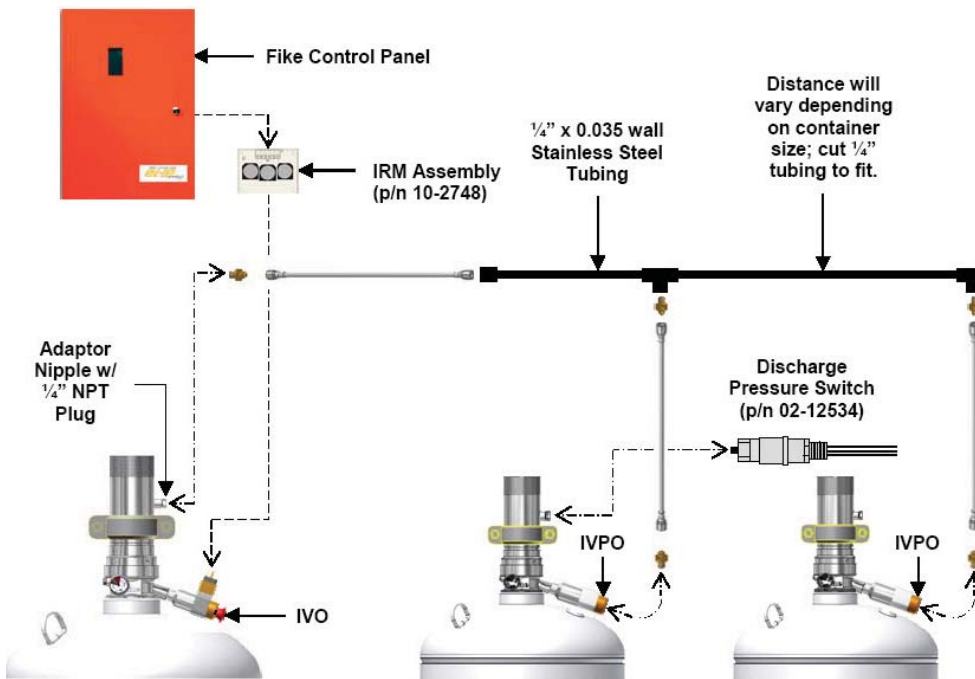 Fike Control Panel
IRM Assembly
(p/n 10-2748)
¼” x 0.035 wall
Stainless Steel
Tubing
Distance will
vary depending
on container
size; cut ¼”
tubing to fit.
Adaptor
Nipple w/
¼” NPT
Plug
Discharge
Pressure Switch
(p/n 02-12534)
IVO
IVPO
IVPO